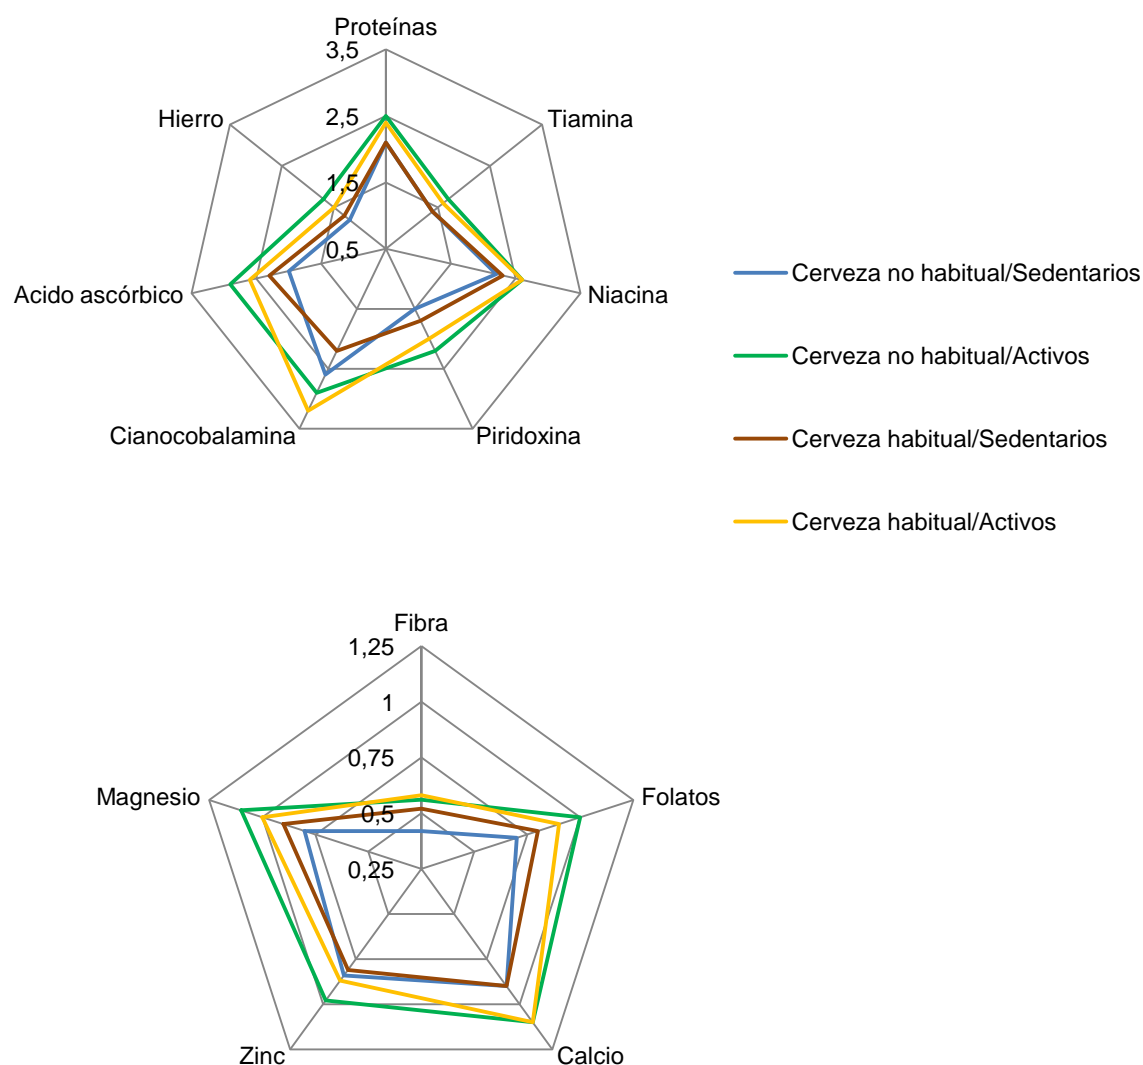 Proteínas
3,5
Hierro
2,5
Tiamina
1,5
0,5
Acido ascórbico
Niacina
Cianocobalamina
Piridoxina
Cerveza no habitual/Sedentarios
Cerveza no habitual/Activos
Cerveza habitual/Sedentarios
Cerveza habitual/Activos
Fibra
1,25
1
0,75
Magnesio
0,5
Folatos
0,25
Zinc
Calcio